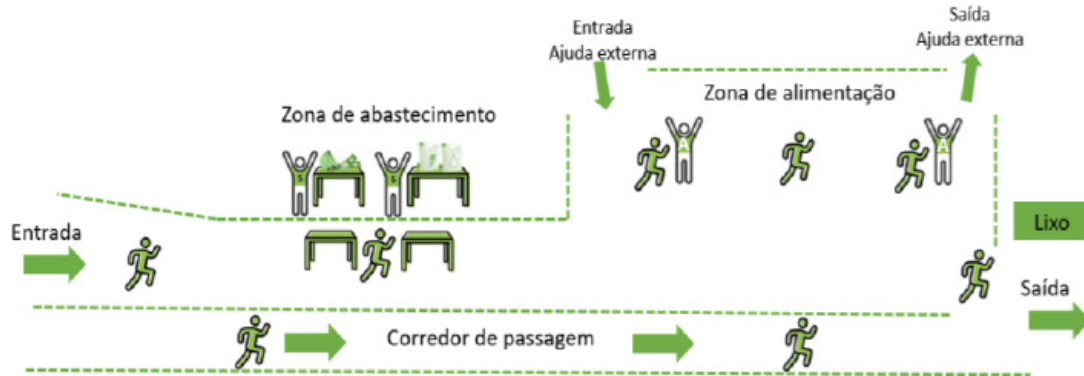 Entrada
Ajuda externa
Saída
Ajuda externa
Zona de alimentação
Zona de abastecimento
S
S
A
A
Entrada
Lixo
Saída
Corredor de passagem